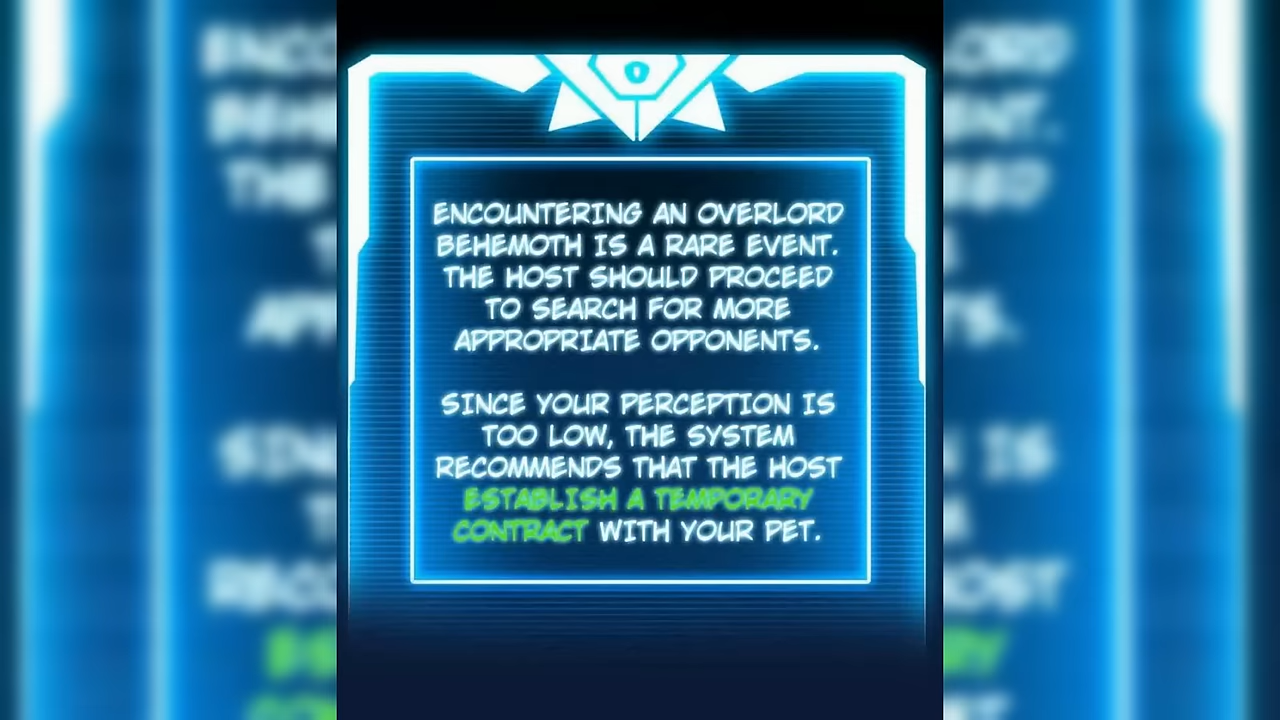 ENCOUNTERING AN OVERLORD
BEHEMOTH IS A RARE EVENT.
THE HOST SHOULD PROCEED
TO SEARCH FOR MORE
APPROPRIATE OPPONENTS.
SINCE YOUR PERCEPTION IS
TOO LOW, THE SYSTEM
RECOMMENDS THAT THE HOST
ESTABLISH A TEMPORARY
CONTRACT WITH YOUR PET.